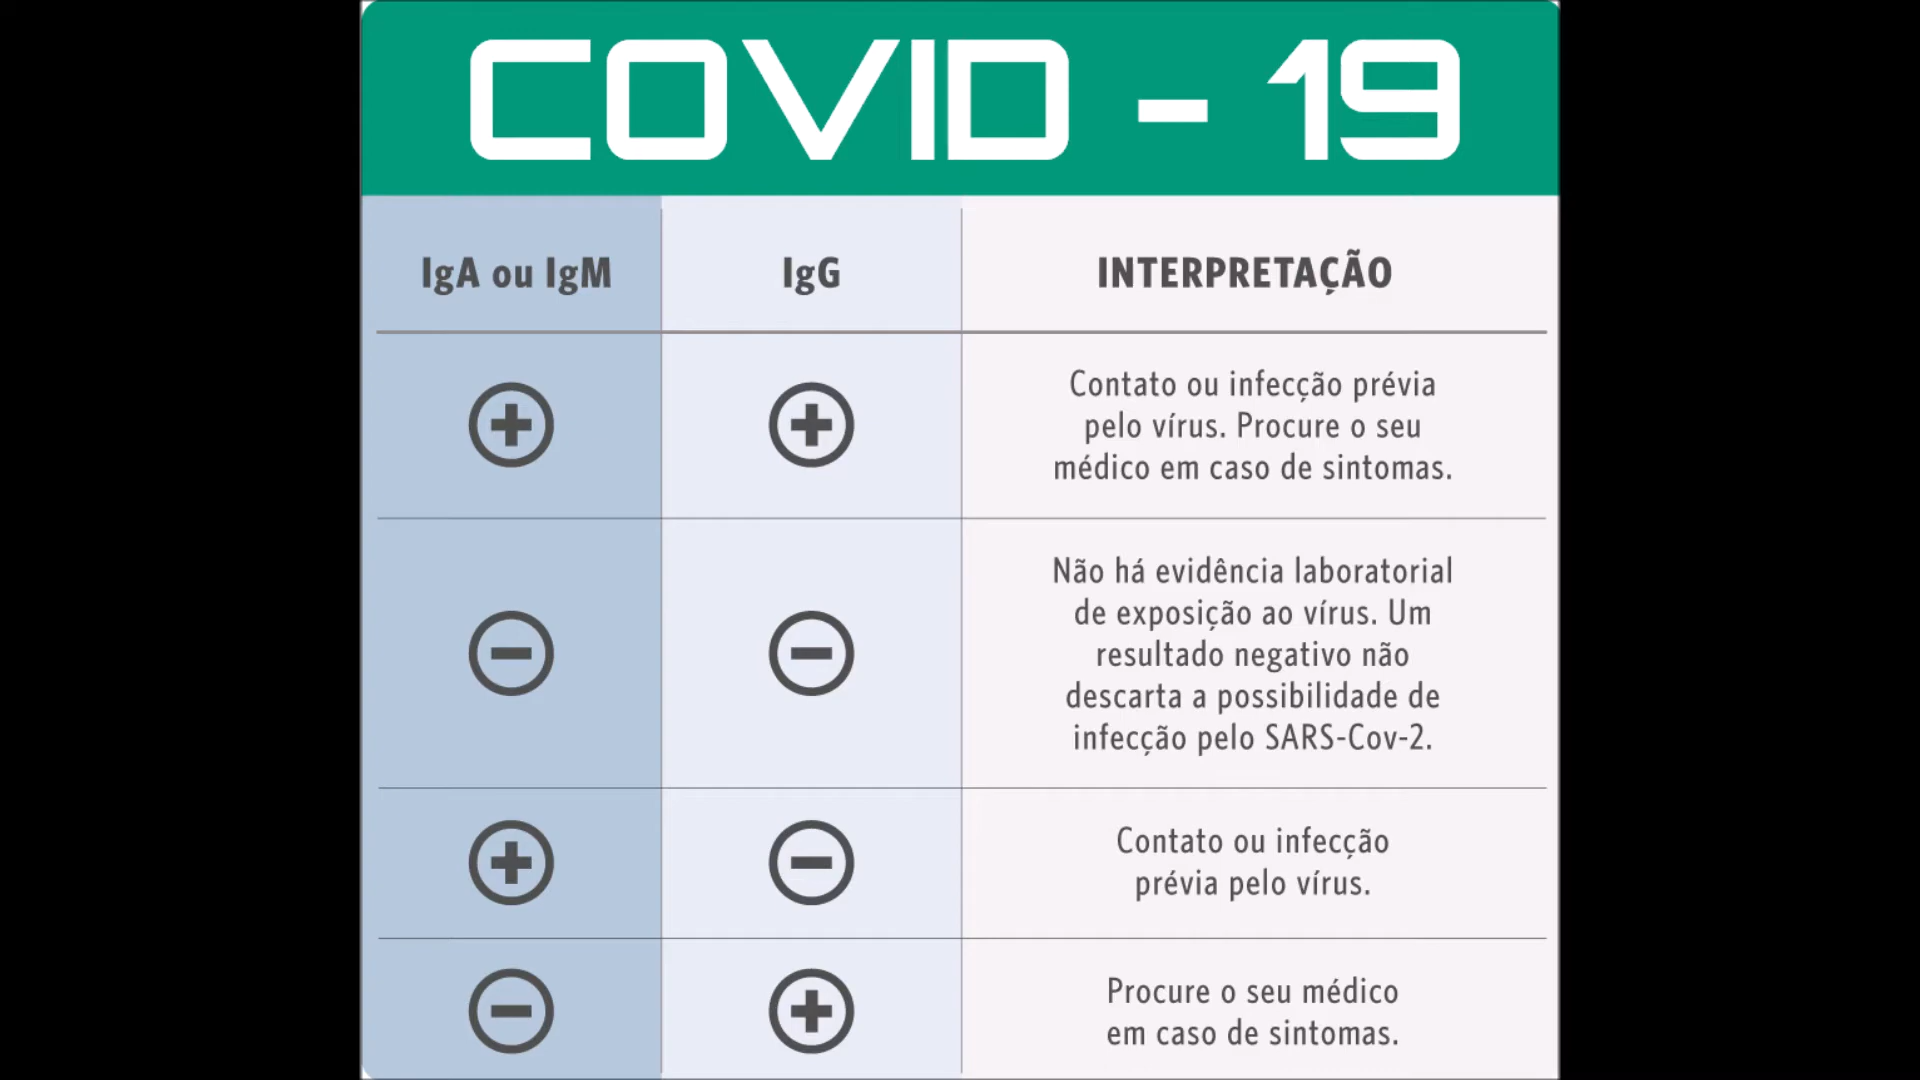 COVID - 19
IgA ou IgM
IgG
INTERPRETAÇÃO
Contato ou infecção prévia
pelo vírus. Procure o seu
médico em caso de sintomas.
Não há evidência laboratorial
de exposição ao vírus. Um
resultado negativo não
descarta a possibilidade de
infecção pelo SARS-Cov-2.
Contato ou infecção
prévia pelo vírus.
Procure o seu médico
em caso de sintomas.